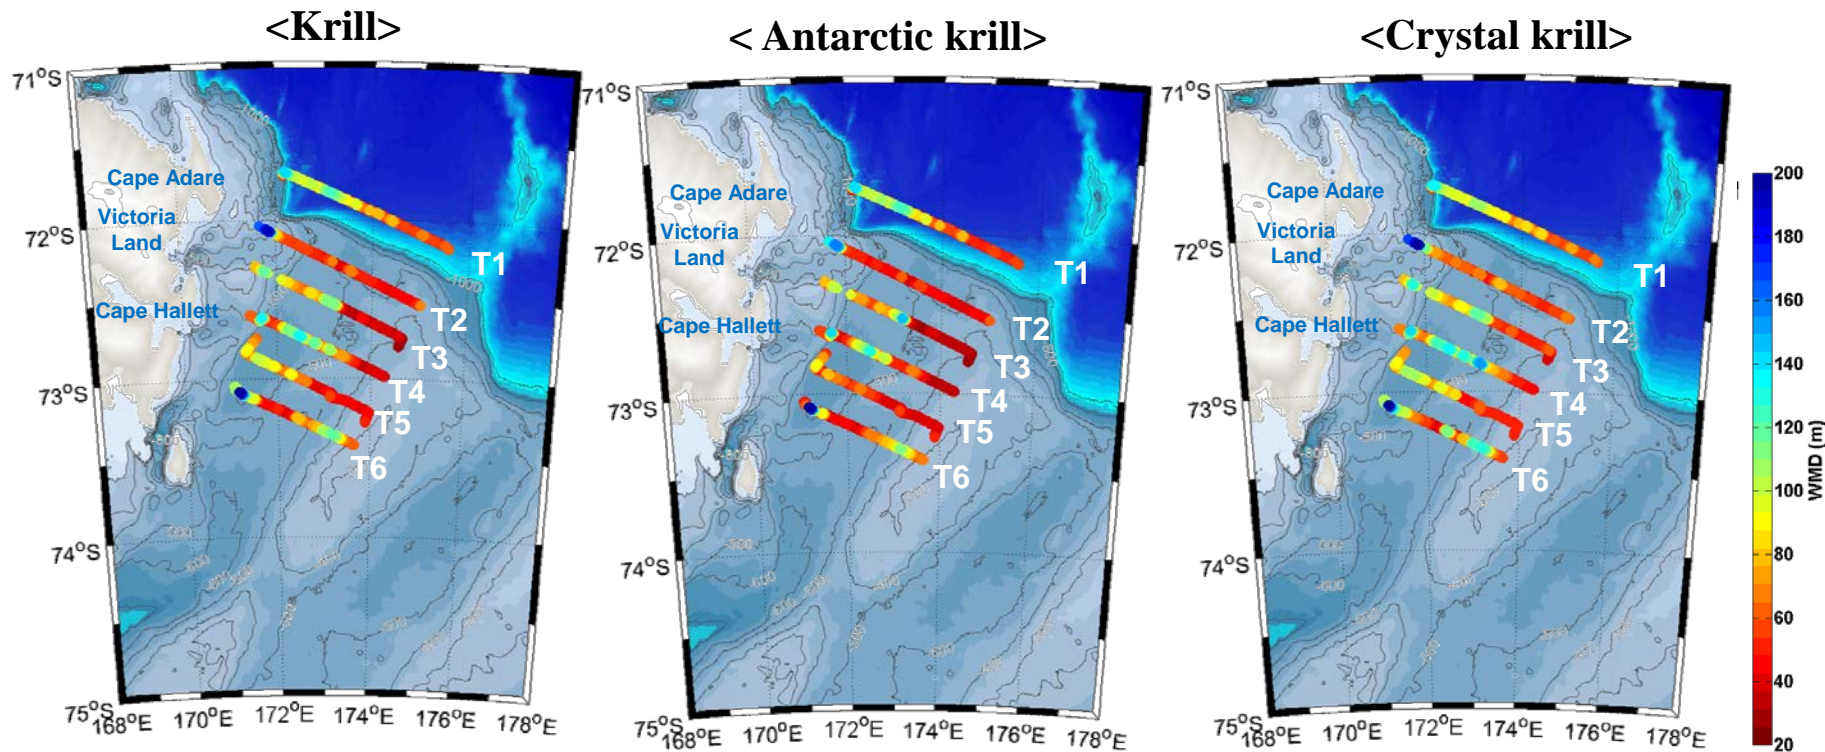 <Krill>
71°S
72°S
73°S
74°S
75°S
168°E
170°E
172°E
174°E
176°E
178°E
Cape Adare
Victoria
Land
Cape Hallett
T1
T2
T3
T4
T5
T6
< Antarctic krill>
71°S
72°S
73°S
74°S
75°S
168°E
170°E
172°E
174°E
176°E
178°E
Cape Adare
Victoria
Land
Cape Hallett
T1
T2
T3
T4
T5
T6
<Crystal krill>
71°S
72°S
73°S
74°S
75°S
168°E
170°E
172°E
174°E
176°E
178°E
Cape Adare
Victoria
Land
Cape Hallett
T1
T2
T3
T4
T5
T6
200
180
160
140
120
100
80
60
40
20
WMD (m)